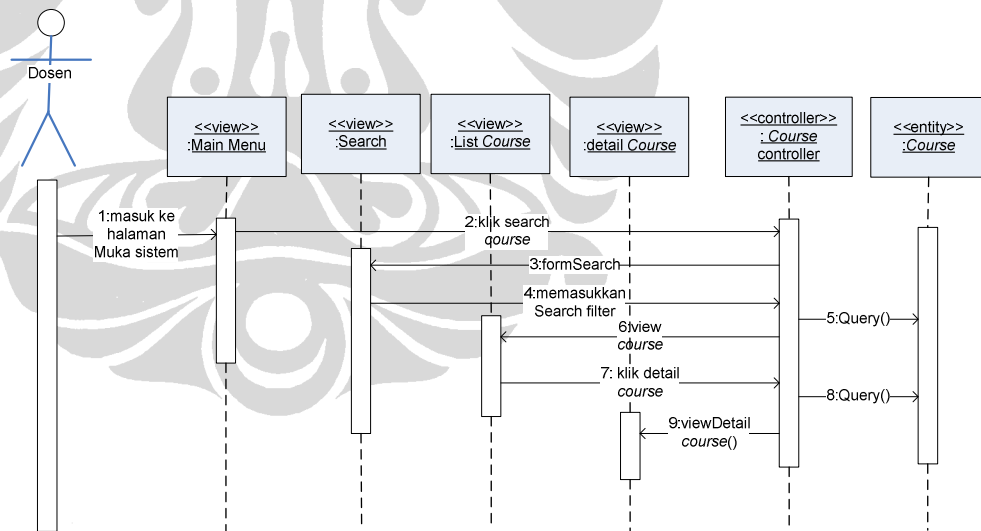 Dosen
<<view>>
:Main Menu
<<view>>
:Search
<<view>>
:List Course
<<view>>
:detail Course
<<controller>>
: Course
controller
<<entity>>
:Course
1:masuk ke
halaman
Muka sistem
2:klik search
course
3:formSearch
4:memasukkan
Search filter
5:Query()
6:view
course
7: klik detail
course
8:Query()
9:viewDetail
course()